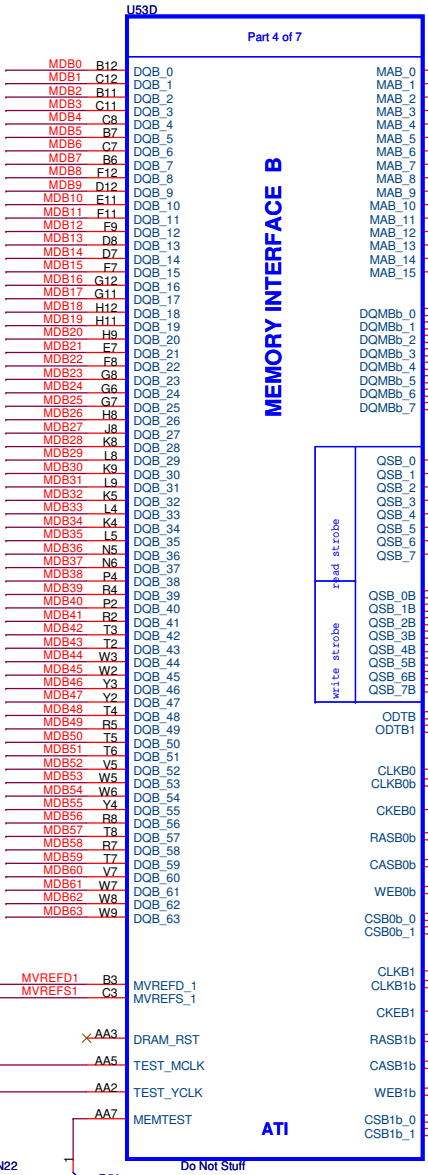 U53D
Part 4 of 7
MDB0 B12 DQB_0 MAB_0
MDB1 C12 DQB_1 MAB_1
MDB2 B11 DQB_2 MAB_2
MDB3 C11 DQB_3 MAB_3
MDB4 C8 DQB_4 MAB_4
MDB5 B7 DQB_5 MAB_5
MDB6 C7 DQB_6 MAB_6
MDB7 B6 DQB_7 MAB_7
MDB8 F12 DQB_8 MAB_8
MDB9 D12 DQB_9 MAB_9
MDB10 E11 DQB_10 MAB_10
MDB11 F11 DQB_11 MAB_11
MDB12 F9 DQB_12 MAB_12
MDB13 D8 DQB_13 MAB_13
MDB14 D7 DQB_14 MAB_14
MDB15 F7 DQB_15 MAB_15
MDB16 G12 DQB_16
MDB17 G11 DQB_17
MDB18 H12 DQB_18 DQMBb_0
MDB19 H11 DQB_19 DQMBb_1
MDB20 H9 DQB_20 DQMBb_2
MDB21 E7 DQB_21 DQMBb_3
MDB22 F8 DQB_22 DQMBb_4
MDB23 G8 DQB_23 DQMBb_5
MDB24 G6 DQB_24 DQMBb_6
MDB25 G7 DQB_25 DQMBb_7
MEMORY INTERFACE B
MDB26 H8 DQB_26
MDB27 J8 DQB_27
MDB28 K8 DQB_28
MDB29 L8 DQB_29 QSB_0
MDB30 K9 DQB_30 QSB_1
MDB31 L9 DQB_31 QSB_2
MDB32 K5 DQB_32 QSB_3
MDB33 L4 DQB_33 QSB_4
MDB34 K4 DQB_34 QSB_5
MDB35 L5 DQB_35 QSB_6
MDB36 N5 DQB_36 QSB_7
read strobe
MDB37 N6 DQB_37
MDB38 P4 DQB_38
MDB39 R4 DQB_39 QSB_0B
MDB40 P2 DQB_40 QSB_1B
MDB41 R2 DQB_41 QSB_2B
MDB42 T3 DQB_42 QSB_3B
MDB43 T2 DQB_43 QSB_4B
MDB44 W3 DQB_44 QSB_5B
MDB45 W2 DQB_45 QSB_6B
MDB46 Y3 DQB_46 QSB_7B
write strobe
MDB47 Y2 DQB_47
MDB48 T4 DQB_48 ODTB
MDB49 R5 DQB_49 ODTB1
MDB50 T5 DQB_50
MDB51 T6 DQB_51
MDB52 V5 DQB_52 CLKB0
MDB53 W5 DQB_53 CLKB0b
MDB54 W6 DQB_54
MDB55 Y4 DQB_55 CKEB0
MDB56 R8 DQB_56
MDB57 T8 DQB_57 RASB0b
MDB58 R7 DQB_58
MDB59 T7 DQB_59 CASB0b
MDB60 V7 DQB_60
MDB61 W7 DQB_61 WEB0b
MDB62 W8 DQB_62
MDB63 W9 DQB_63 CSB0b_0
CSB0b_1
CLKB1
MVREFD1 B3 MVREFD_1 CLKB1b
MVREFS1 C3 MVREFS_1
CKEB1
AA3 DRAM_RST RASB1b
AA5 TEST_MCLK CASB1b
AA2 TEST_YCLK WEB1b
AA7 MEMTEST CSB1b_0
CSB1b_1
ATI
1
N22
Do Not Stuff